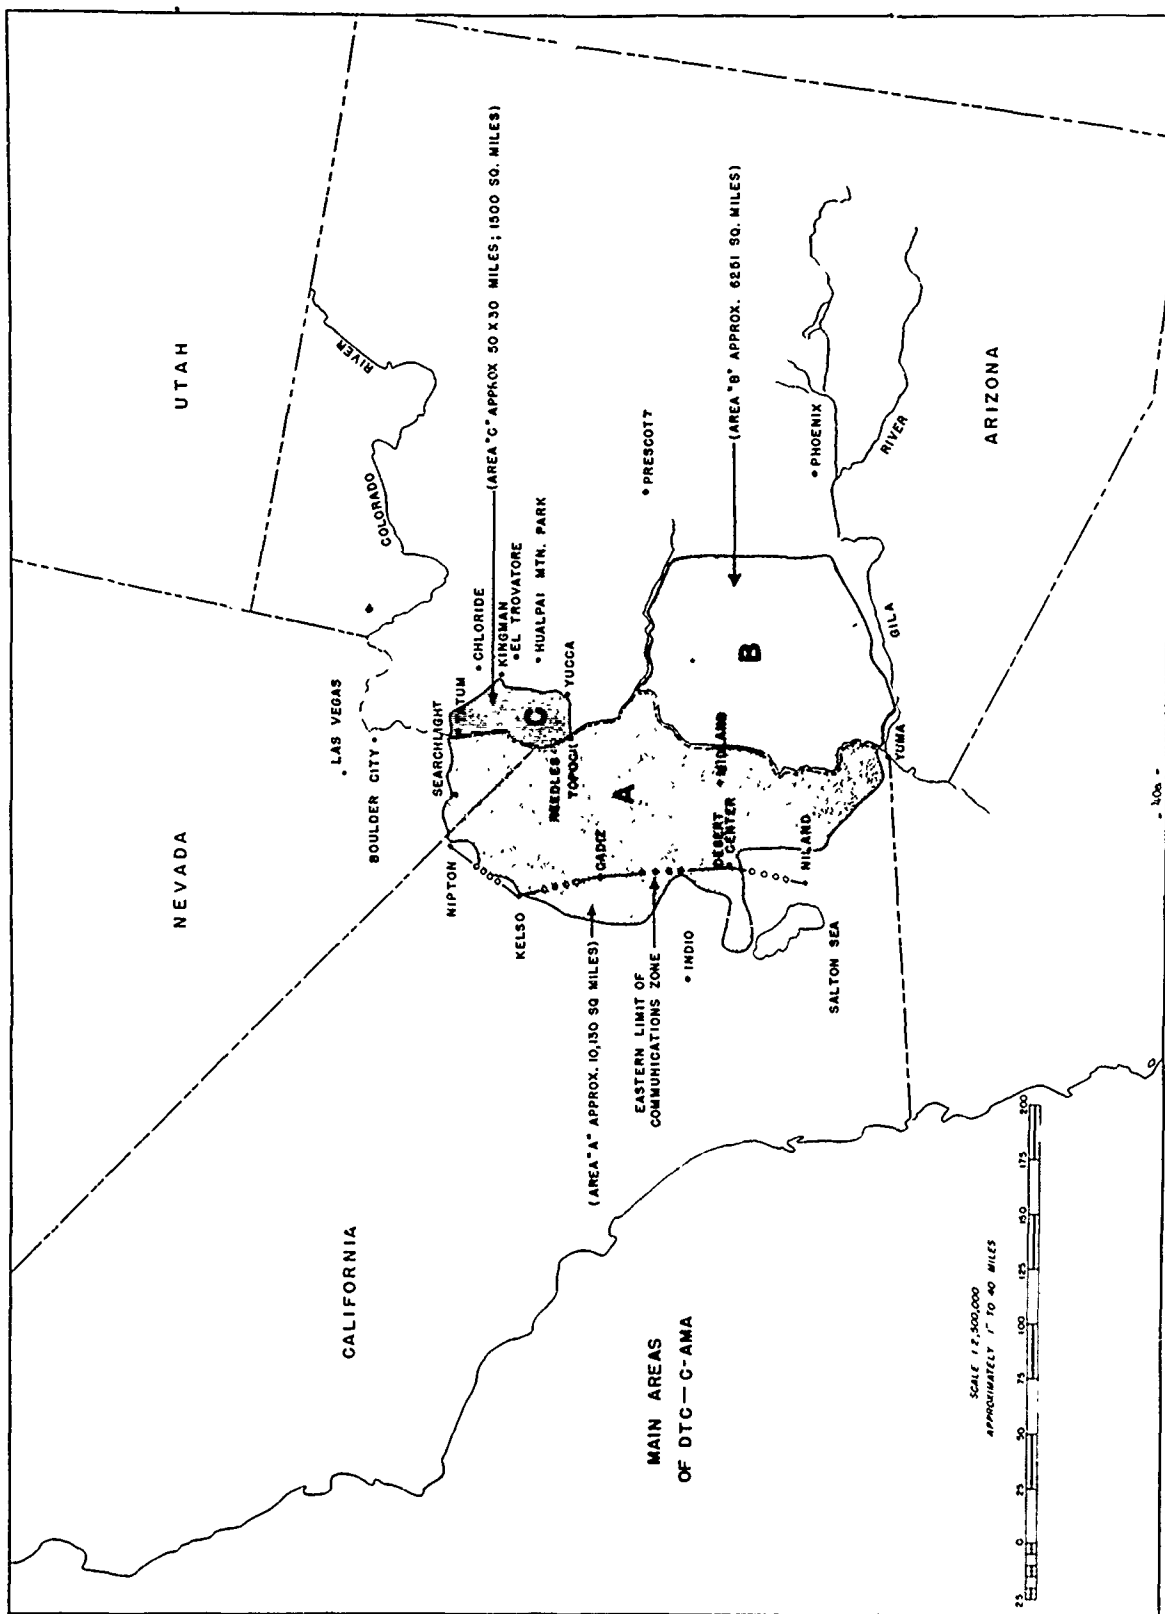 UTAH
NEVADA
COLORADO
RIVER
LAS VEGAS
BOULDER CITY
SEARCHLIGHT
TATUM
CHLORIDE
KINGMAN
EL TROVATORE
HUALPAI MTN. PARK
(AREA "C" APPROX 50 X 30 MILES; 1500 SQ. MILES)
NIPTON
C
YUCCA
KELSO
NEEDLES
TOPOCK
CADIZ
A
CALIFORNIA
(AREA "A" APPROX. 10,130 SQ MILES)
PRESCOTT
EASTERN LIMIT OF
COMMUNICATIONS ZONE
INDIO
DESERT
CENTER
MIDLAND
B
(AREA "B" APPROX. 6251 SQ. MILES)
MAIN AREAS
OF DTC-C-AMA
NILAND
SALTON SEA
PHOENIX
GILA
RIVER
YUMA
ARIZONA
SCALE 1:2,500,000
APPROXIMATELY 1" TO 40 MILES
25 0 25 50 75 100 125 150 175 200
40a -